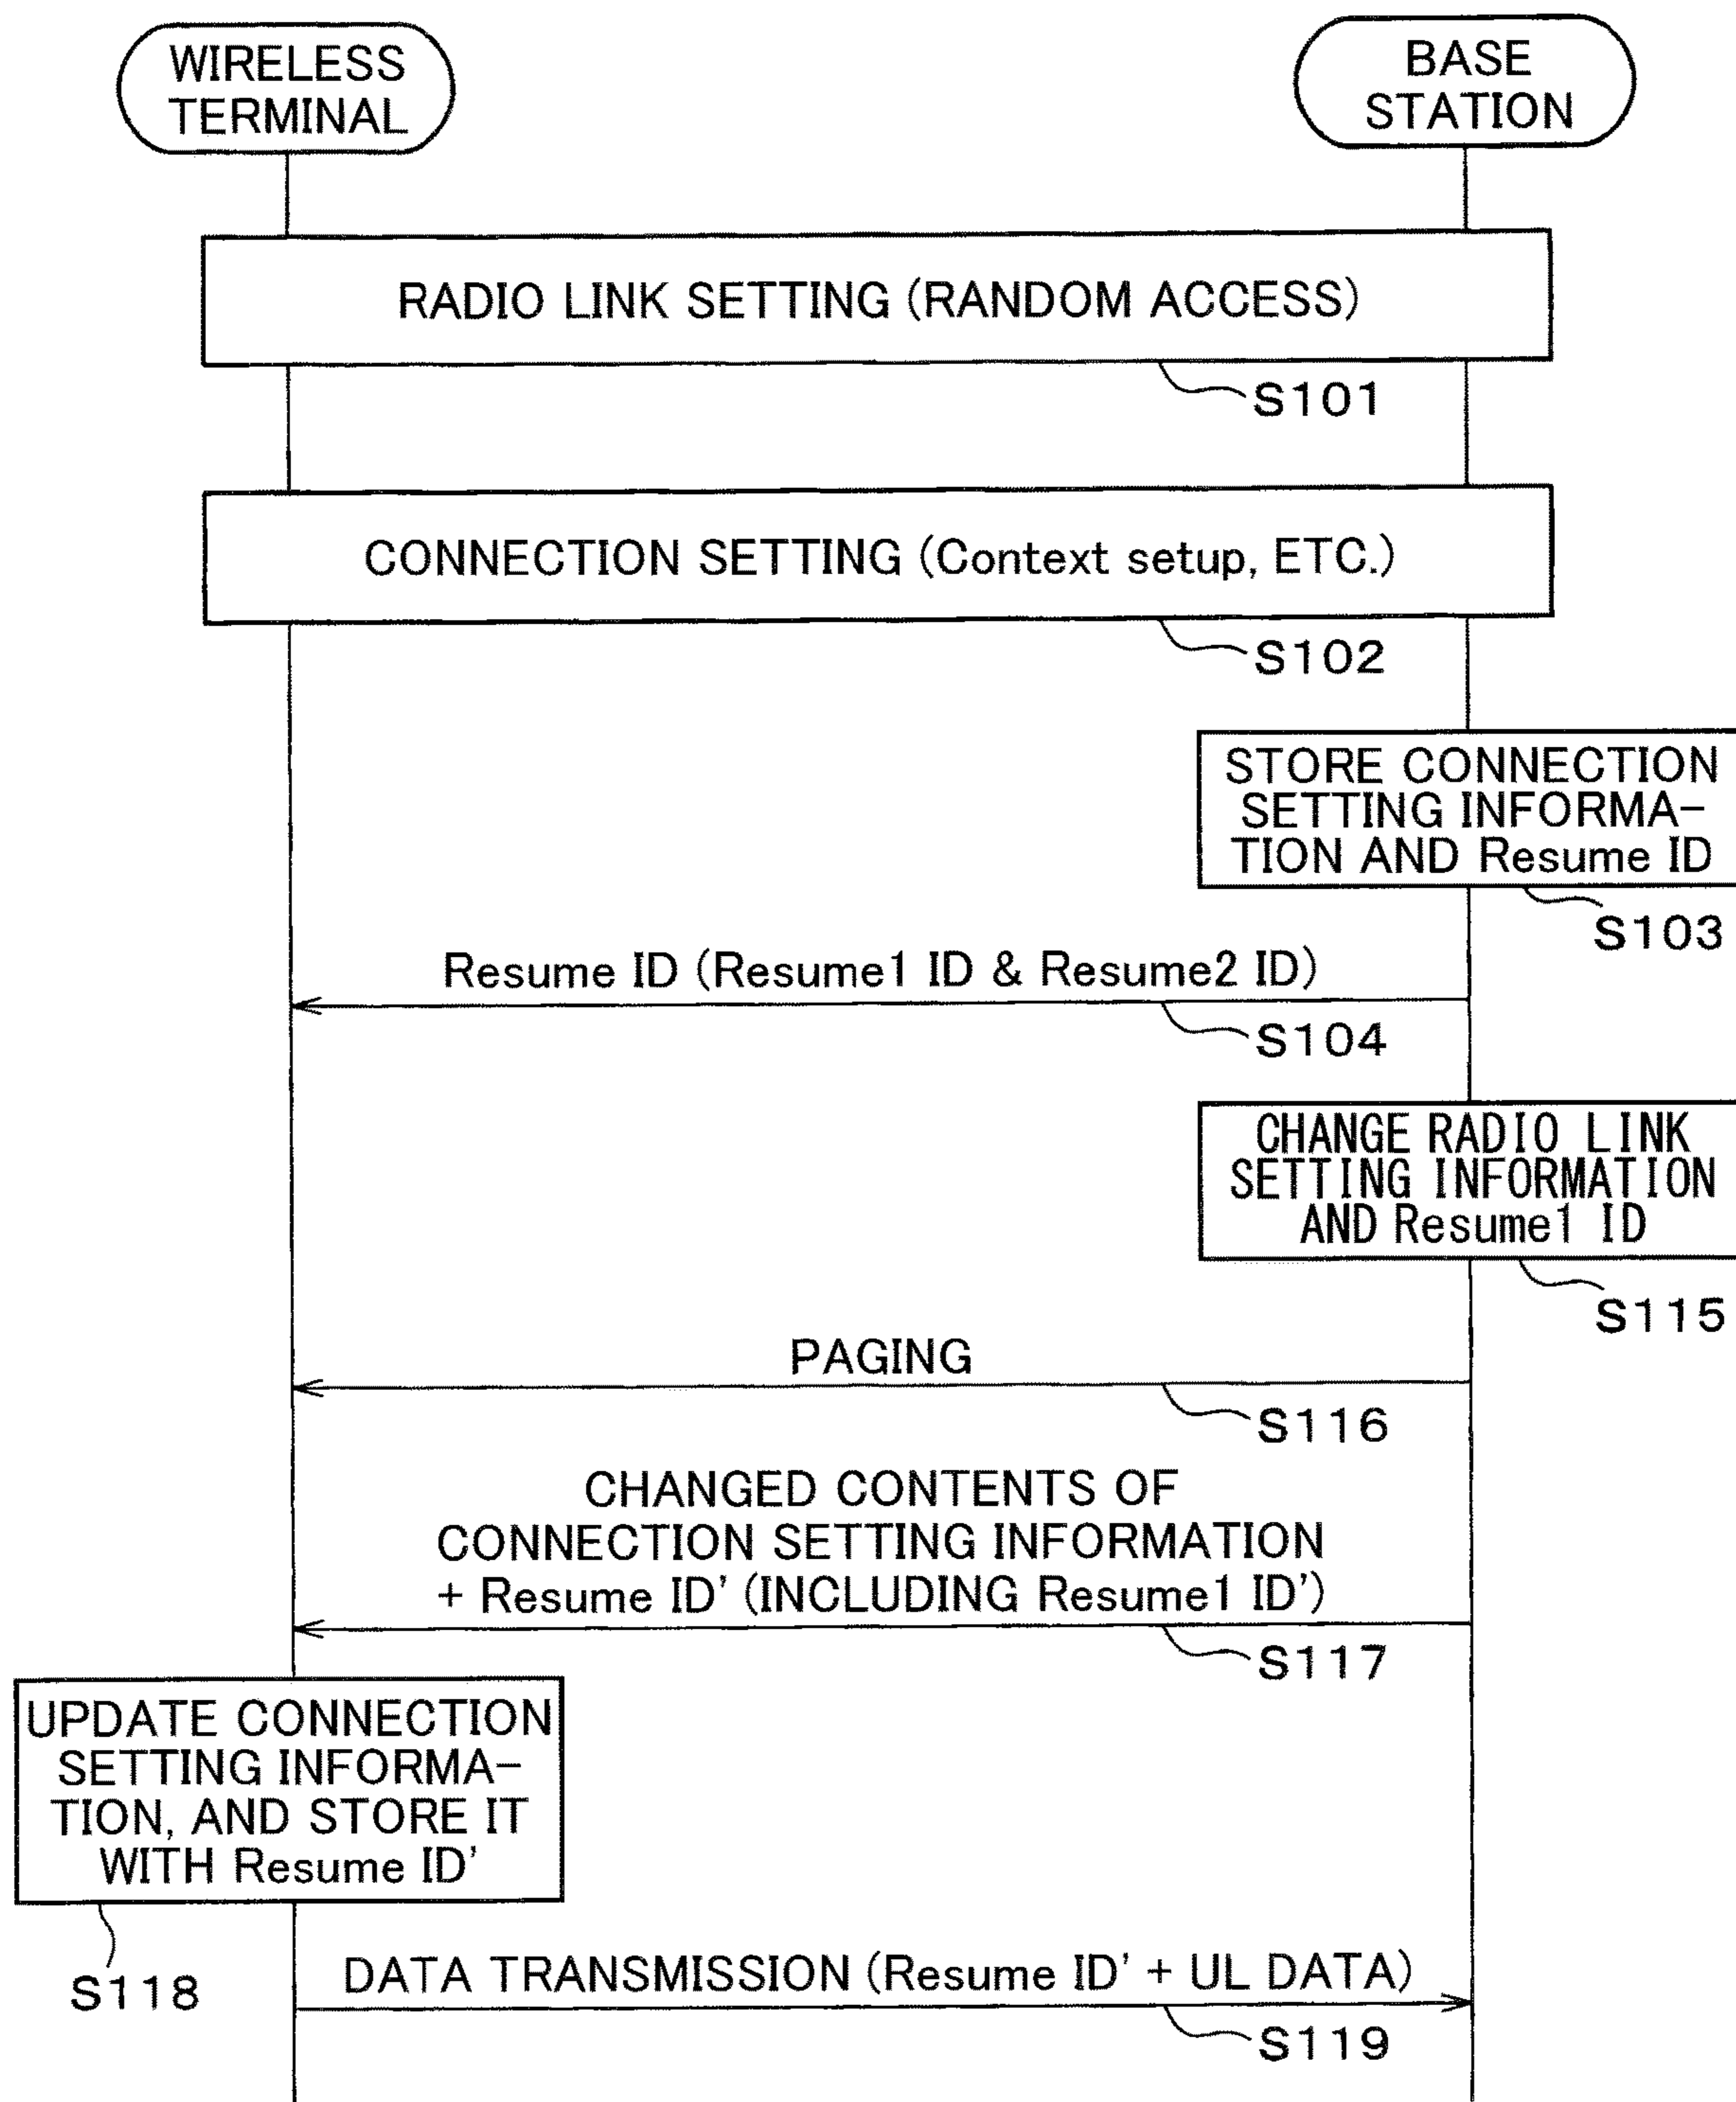 WIRELESS
TERMINAL
BASE
STATION
RADIO LINK SETTING (RANDOM ACCESS)
S101
CONNECTION SETTING (Context setup, ETC.)
S102
STORE CONNECTION
SETTING INFORMA-
TION AND Resume ID
S103
Resume ID (Resume1 ID & Resume2 ID)
S104
CHANGE RADIO LINK
SETTING INFORMATION
AND Resume1 ID
S115
PAGING
S116
CHANGED CONTENTS OF
CONNECTION SETTING INFORMATION
+ Resume ID' (INCLUDING Resume1 ID')
S117
UPDATE CONNECTION
SETTING INFORMA-
TION, AND STORE IT
WITH Resume ID'
S118
DATA TRANSMISSION (Resume ID' + UL DATA)
S119